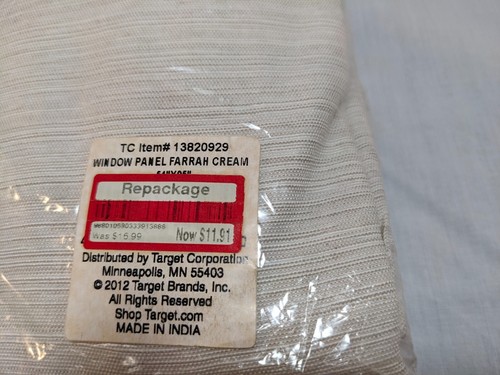 TC Item# 13820929
WINDOW PANEL FARRAH CREAM
Repackage
Was $15.99 Now $11.91
Distributed by Target Corporation
Minneapolis, MN 55403
© 2012 Target Brands, Inc.
All Rights Reserved
Shop Target.com
MADE IN INDIA